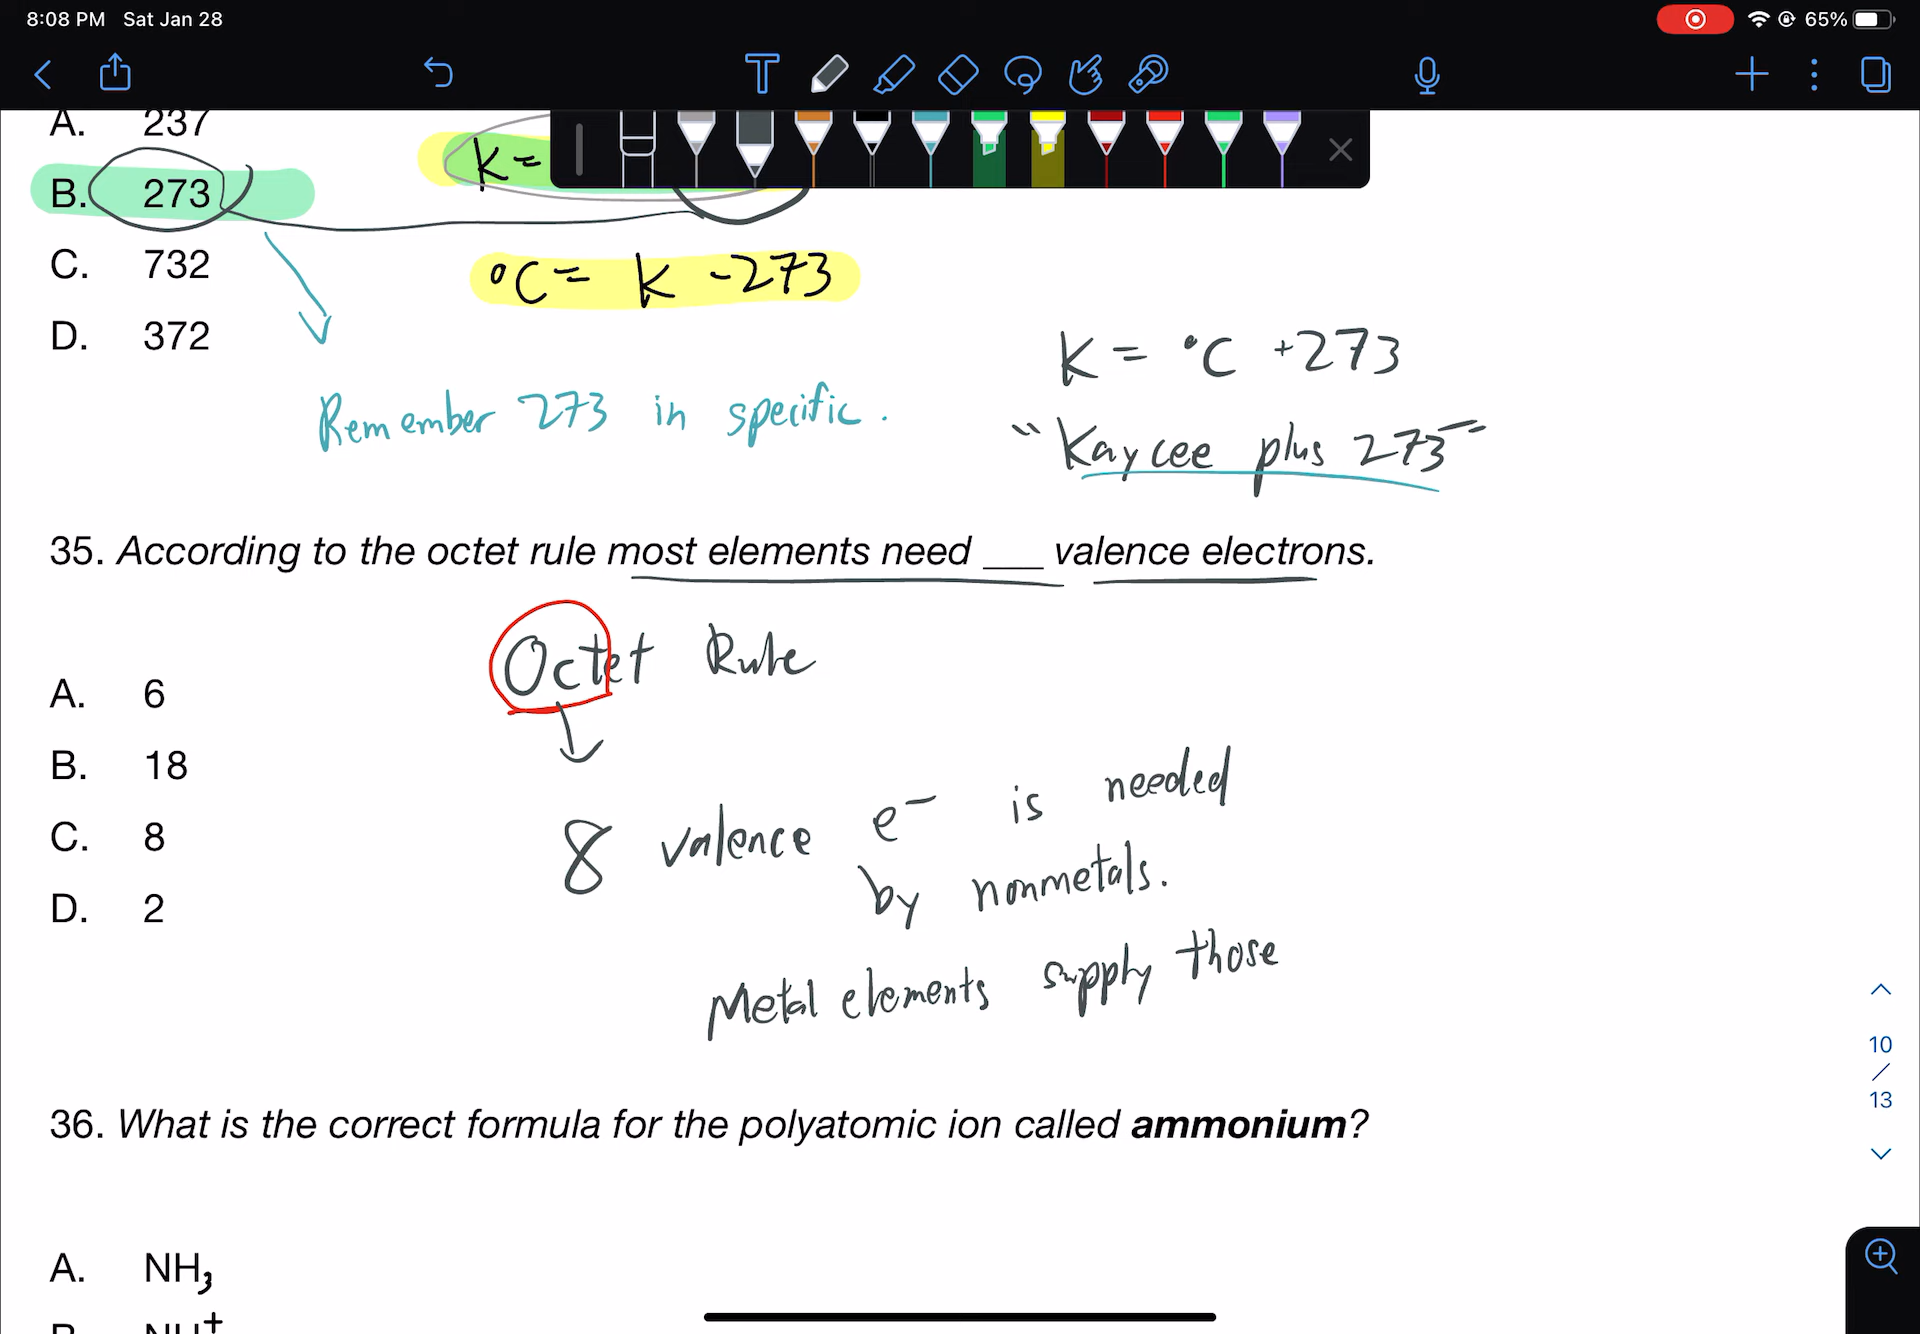 8:08 PM Sat Jan 28
65%
T
A. 237
K =
B. 273
C. 732
°C = K - 273
D. 372
K = °C + 273
Remember 273 in specific.
"Kaycee plus 273"
35. According to the octet rule most elements need ___ valence electrons.
Octet Rule
A. 6
B. 18
8 valence e⁻ is needed
C. 8
by nonmetals.
D. 2
Metal elements supply those
10
/
13
36. What is the correct formula for the polyatomic ion called ammonium?
A. NH₃